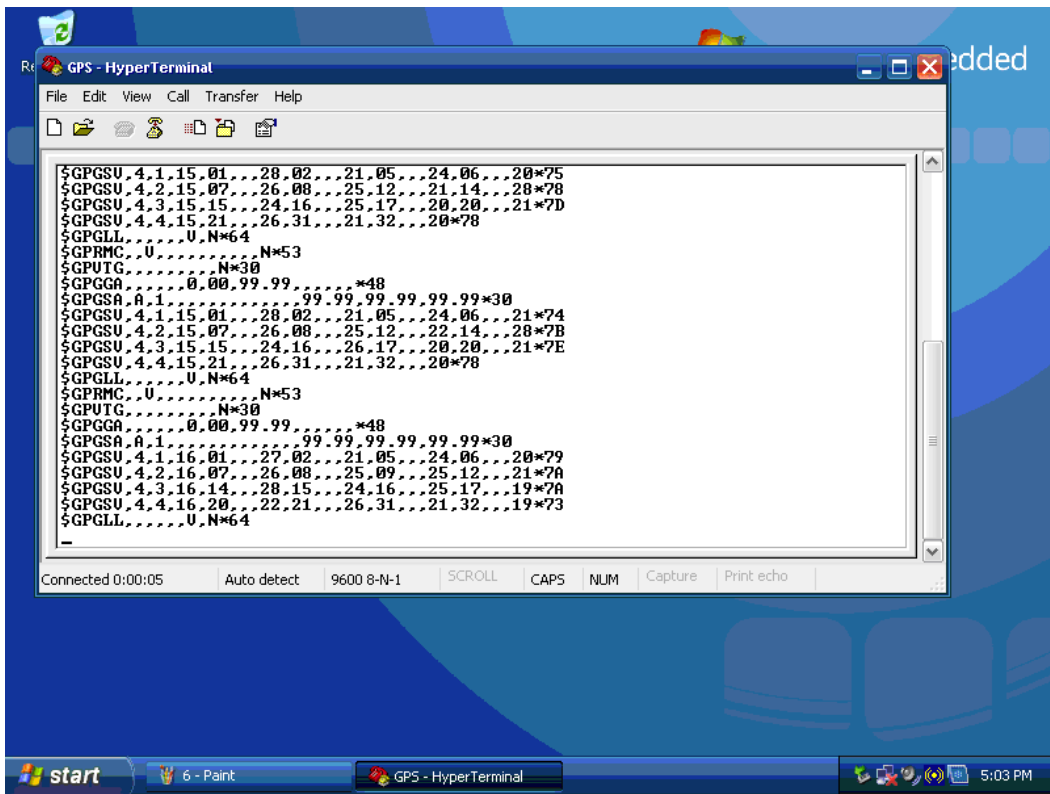 Re
edded
GPS - HyperTerminal
File Edit View Call Transfer Help
$GPGSV,4,1,15,01,,,28,02,,,21,05,,,24,06,,,20*75
$GPGSV,4,2,15,07,,,26,08,,,25,12,,,21,14,,,28*78
$GPGSV,4,3,15,15,,,24,16,,,25,17,,,20,20,,,21*7D
$GPGSV,4,4,15,21,,,26,31,,,21,32,,,20*78
$GPGLL,,,,,,V,N*64
$GPRMC,,V,,,,,,,,,,N*53
$GPVTG,,,,,,,,,N*30
$GPGGA,,,,,,0,00,99.99,,,,,,*48
$GPGSA,A,1,,,,,,,,,,,,,99.99,99.99,99.99*30
$GPGSV,4,1,15,01,,,28,02,,,21,05,,,24,06,,,21*74
$GPGSV,4,2,15,07,,,26,08,,,25,12,,,22,14,,,28*7B
$GPGSV,4,3,15,15,,,24,16,,,26,17,,,20,20,,,21*7E
$GPGSV,4,4,15,21,,,26,31,,,21,32,,,20*78
$GPGLL,,,,,,V,N*64
$GPRMC,,V,,,,,,,,,,N*53
$GPVTG,,,,,,,,,N*30
$GPGGA,,,,,,0,00,99.99,,,,,,*48
$GPGSA,A,1,,,,,,,,,,,,,99.99,99.99,99.99*30
$GPGSV,4,1,16,01,,,27,02,,,21,05,,,24,06,,,20*79
$GPGSV,4,2,16,07,,,26,08,,,25,09,,,25,12,,,21*7A
$GPGSV,4,3,16,14,,,28,15,,,24,16,,,25,17,,,19*7A
$GPGSV,4,4,16,20,,,22,21,,,26,31,,,21,32,,,19*73
$GPGLL,,,,,,V,N*64
Connected 0:00:05 Auto detect 9600 8-N-1 SCROLL CAPS NUM Capture Print echo
start 6 - Paint GPS - HyperTerminal 5:03 PM